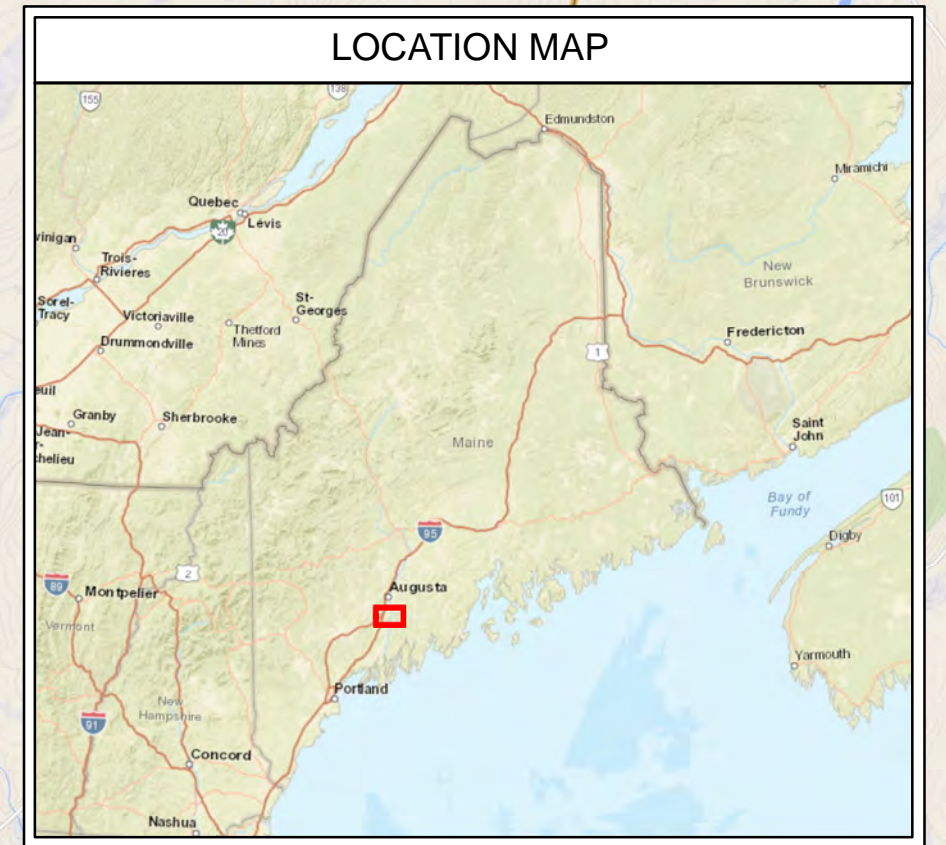 LOCATION MAP
155
138
Edmundston
Miramichi
Quebec
Lévis
20
vinigan
Trois-
Rivieres
New
Brunswick
Sorel-
Tracy
Victoriaville
St-
Georges
Thetford
Mines
Drummondville
Fredericton
1
euil
Granby
Sherbrooke
Jean-
r-
chelieu
Maine
Saint
John
Bay of
Fundy
101
95
Digby
2
89
Montpelier
Augusta
Vermont
Yarmouth
Portland
New
Hampshire
91
Concord
Nashua